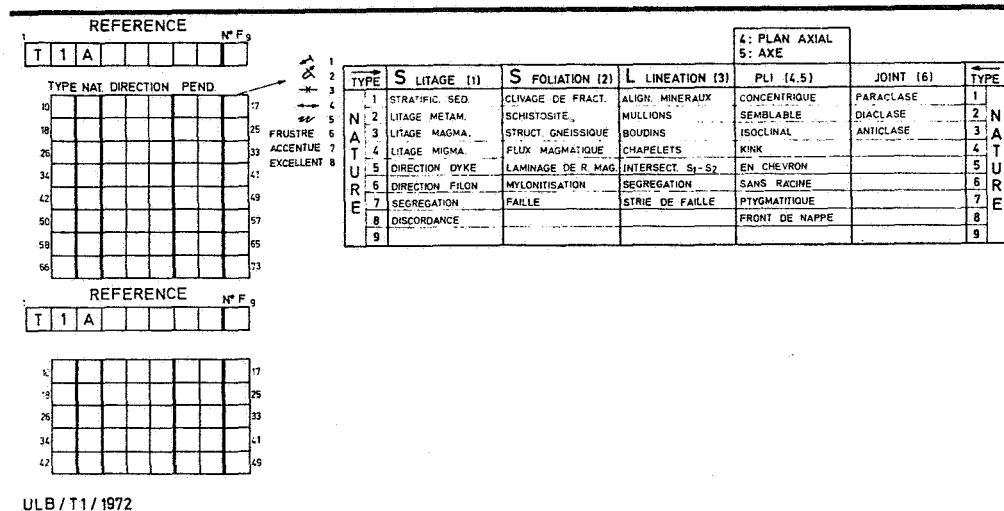 REFERENCE
1 N° F 9
T 1 A
TYPE NAT. DIRECTION PEND.
10 17
18 25
26 33
34 41
42 49
50 57
58 65
66 73
1
2
3
4
5
FRUSTRE 6
ACCENTUE 7
EXCELLENT 8
4: PLAN AXIAL
5: AXE
TYPE S LITAGE (1) S FOLIATION (2) L LINEATION (3) PLI (4.5) JOINT (6) TYPE
NATURE
1 STRATIFIC. SED. CLIVAGE DE FRACT. ALIGN. MINERAUX CONCENTRIQUE PARACLASE 1
2 LITAGE METAM. SCHISTOSITE MULLIONS SEMBLABLE DIACLASE 2
3 LITAGE MAGMA. STRUCT. GNEISSIQUE BOUDINS ISOCLINAL ANTICLASE 3
4 LITAGE MIGMA. FLUX MAGMATIQUE CHAPELETS KINK 4
5 DIRECTION DYKE LAMINAGE DE R. MAG. INTERSECT. S1-S2 EN CHEVRON 5
6 DIRECTION FILON MYLONITISATION SEGREGATION SANS RACINE 6
7 SEGREGATION FAILLE STRIE DE FAILLE PTYGMATITIQUE 7
8 DISCORDANCE FRONT DE NAPPE 8
9 9
NATURE
REFERENCE
1 N° F 9
T 1 A
10 17
18 25
26 33
34 41
42 49
ULB / T1 / 1972